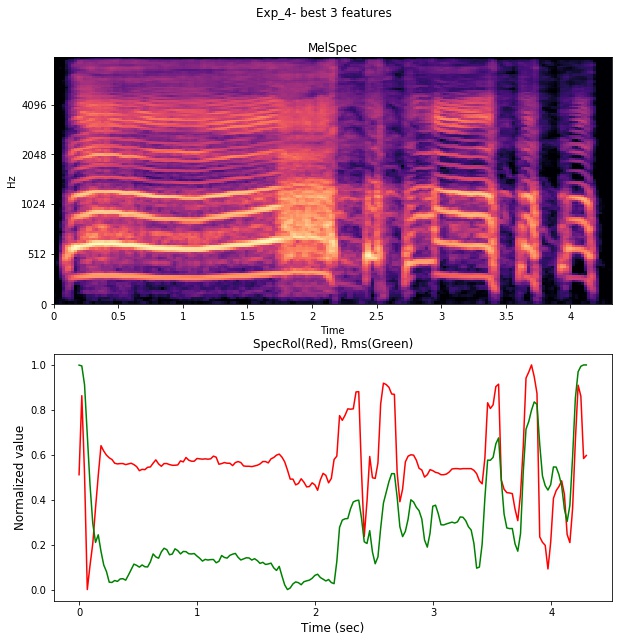 Exp_4- best 3 features
MelSpec
4096
2048
1024
512
0
Hz
0 0.5 1 1.5 2 2.5 3 3.5 4
Time
SpecRol(Red), Rms(Green)
1.0
0.8
0.6
0.4
0.2
0.0
Normalized value
0 1 2 3 4
Time (sec)